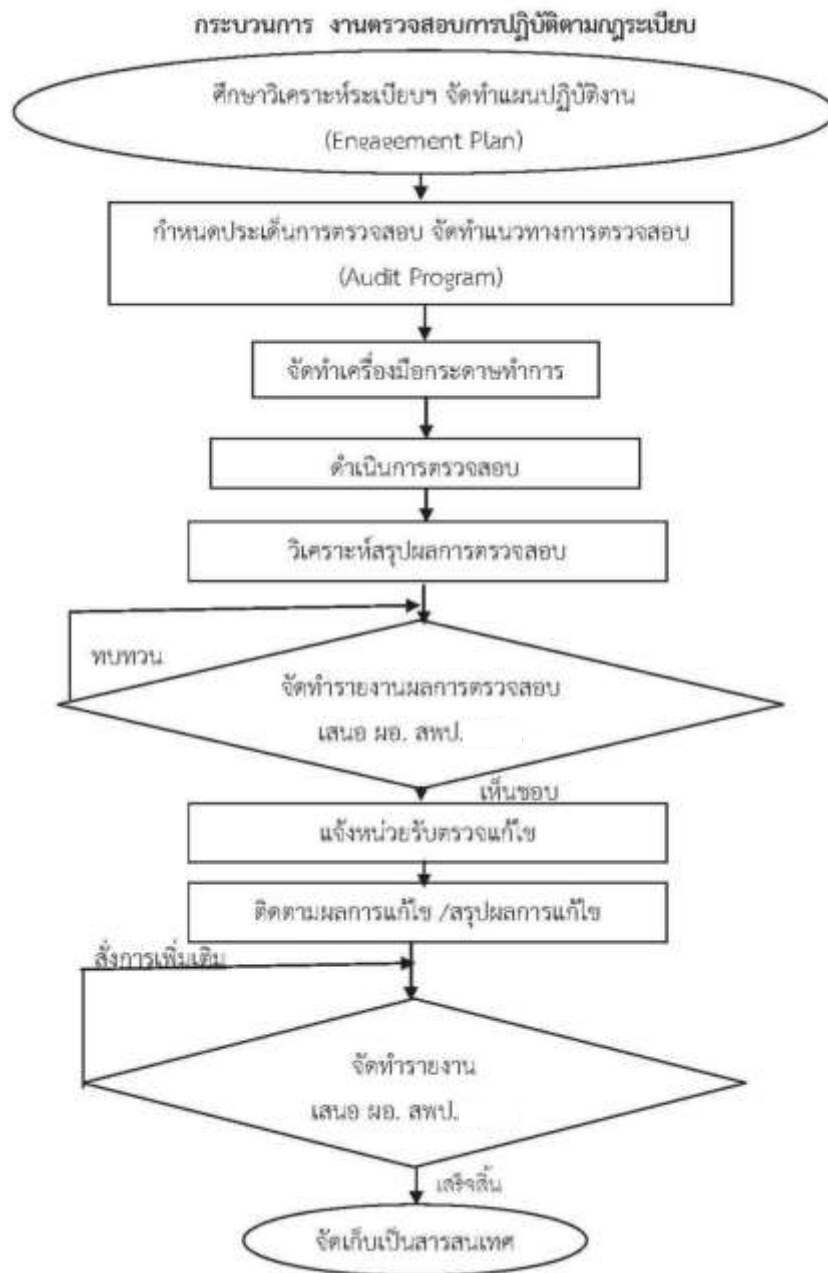 กระบวนการ งานตรวจสอบการปฏิบัติตามกฎระเบียบ
ศึกษาวิเคราะห์ระเบียบฯ จัดทำแผนปฏิบัติงาน
(Engagement Plan)
กำหนดประเด็นการตรวจสอบ จัดทำแนวทางการตรวจสอบ
(Audit Program)
จัดทำเครื่องมือกระดาษทำการ
ดำเนินการตรวจสอบ
วิเคราะห์สรุปผลการตรวจสอบ
ทบทวน
จัดทำรายงานผลการตรวจสอบ
เสนอ ผอ. สพป.
เห็นชอบ
แจ้งหน่วยรับตรวจแก้ไข
ติดตามผลการแก้ไข /สรุปผลการแก้ไข
สั่งการเพิ่มเติม
จัดทำรายงาน
เสนอ ผอ. สพป.
เสร็จสิ้น
จัดเก็บเป็นสารสนเทศ